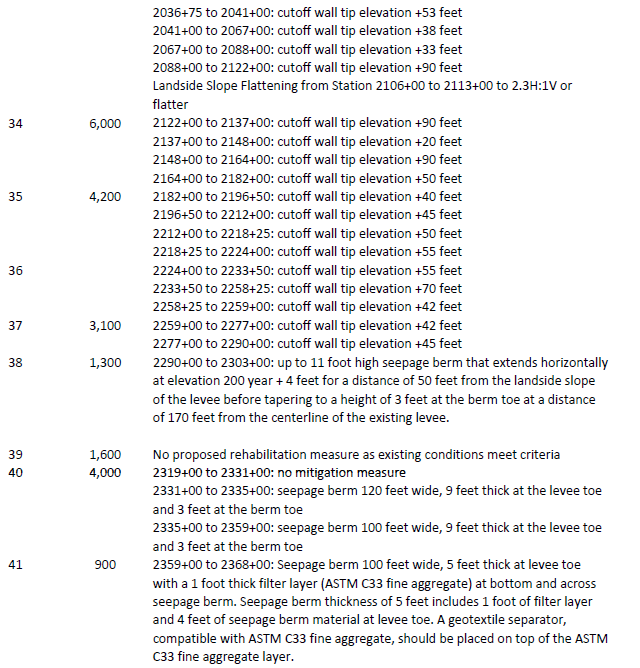 2036+75 to 2041+00: cutoff wall tip elevation +53 feet
2041+00 to 2067+00: cutoff wall tip elevation +38 feet
2067+00 to 2088+00: cutoff wall tip elevation +33 feet
2088+00 to 2122+00: cutoff wall tip elevation +90 feet
Landside Slope Flattening from Station 2106+00 to 2113+00 to 2.3H:1V or
flatter
34 6,000 2122+00 to 2137+00: cutoff wall tip elevation +90 feet
2137+00 to 2148+00: cutoff wall tip elevation +20 feet
2148+00 to 2164+00: cutoff wall tip elevation +90 feet
2164+00 to 2182+00: cutoff wall tip elevation +50 feet
35 4,200 2182+00 to 2196+50: cutoff wall tip elevation +40 feet
2196+50 to 2212+00: cutoff wall tip elevation +45 feet
2212+00 to 2218+25: cutoff wall tip elevation +50 feet
2218+25 to 2224+00: cutoff wall tip elevation +55 feet
36 2224+00 to 2233+50: cutoff wall tip elevation +55 feet
2233+50 to 2258+25: cutoff wall tip elevation +70 feet
2258+25 to 2259+00: cutoff wall tip elevation +42 feet
37 3,100 2259+00 to 2277+00: cutoff wall tip elevation +42 feet
2277+00 to 2290+00: cutoff wall tip elevation +45 feet
38 1,300 2290+00 to 2303+00: up to 11 foot high seepage berm that extends horizontally
at elevation 200 year + 4 feet for a distance of 50 feet from the landside slope
of the levee before tapering to a height of 3 feet at the berm toe at a distance
of 170 feet from the centerline of the existing levee.
39 1,600 No proposed rehabilitation measure as existing conditions meet criteria
40 4,000 2319+00 to 2331+00: no mitigation measure
2331+00 to 2335+00: seepage berm 120 feet wide, 9 feet thick at the levee toe
and 3 feet at the berm toe
2335+00 to 2359+00: seepage berm 100 feet wide, 9 feet thick at the levee toe
and 3 feet at the berm toe
41 900 2359+00 to 2368+00: Seepage berm 100 feet wide, 5 feet thick at levee toe
with a 1 foot thick filter layer (ASTM C33 fine aggregate) at bottom and across
seepage berm. Seepage berm thickness of 5 feet includes 1 foot of filter layer
and 4 feet of seepage berm material at levee toe. A geotextile separator,
compatible with ASTM C33 fine aggregate, should be placed on top of the ASTM
C33 fine aggregate layer.